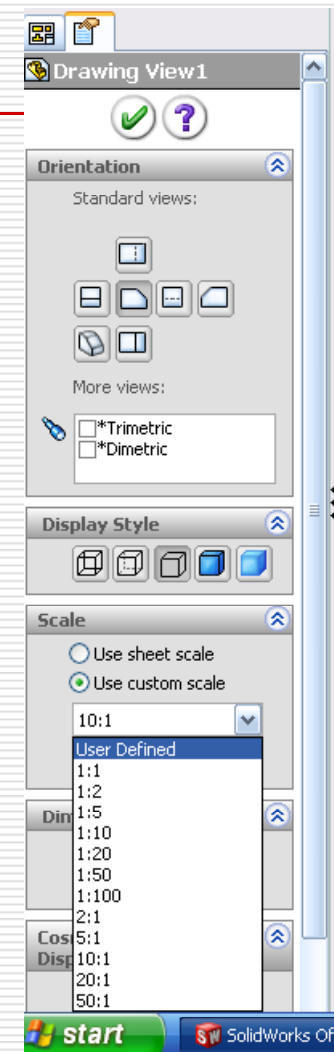 Drawing View1
?
Orientation
Standard views:
More views:
*Trimetric
*Dimetric
Display Style
Scale
Use sheet scale
Use custom scale
10:1
User Defined
1:1
1:2
1:5
1:10
1:20
1:50
1:100
2:1
5:1
10:1
20:1
50:1
start
SW SolidWorks Of